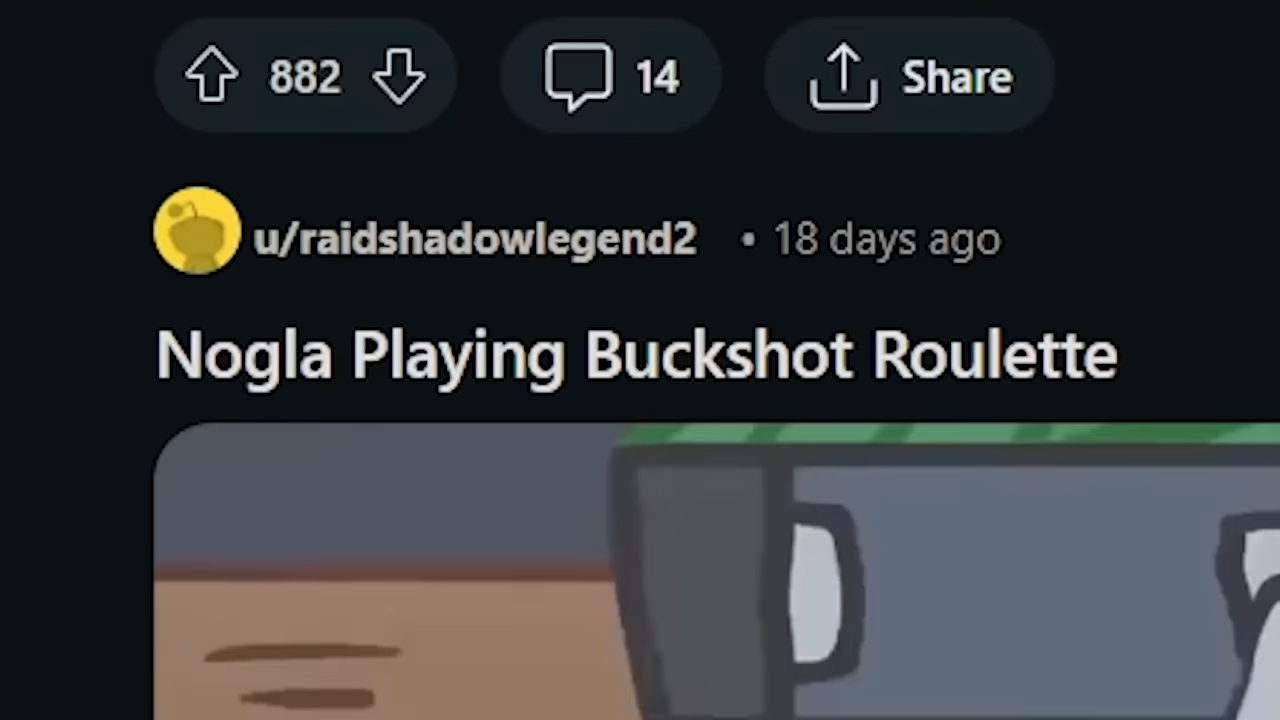 882 14 Share
u/raidshadowlegend2 • 18 days ago
Nogla Playing Buckshot Roulette